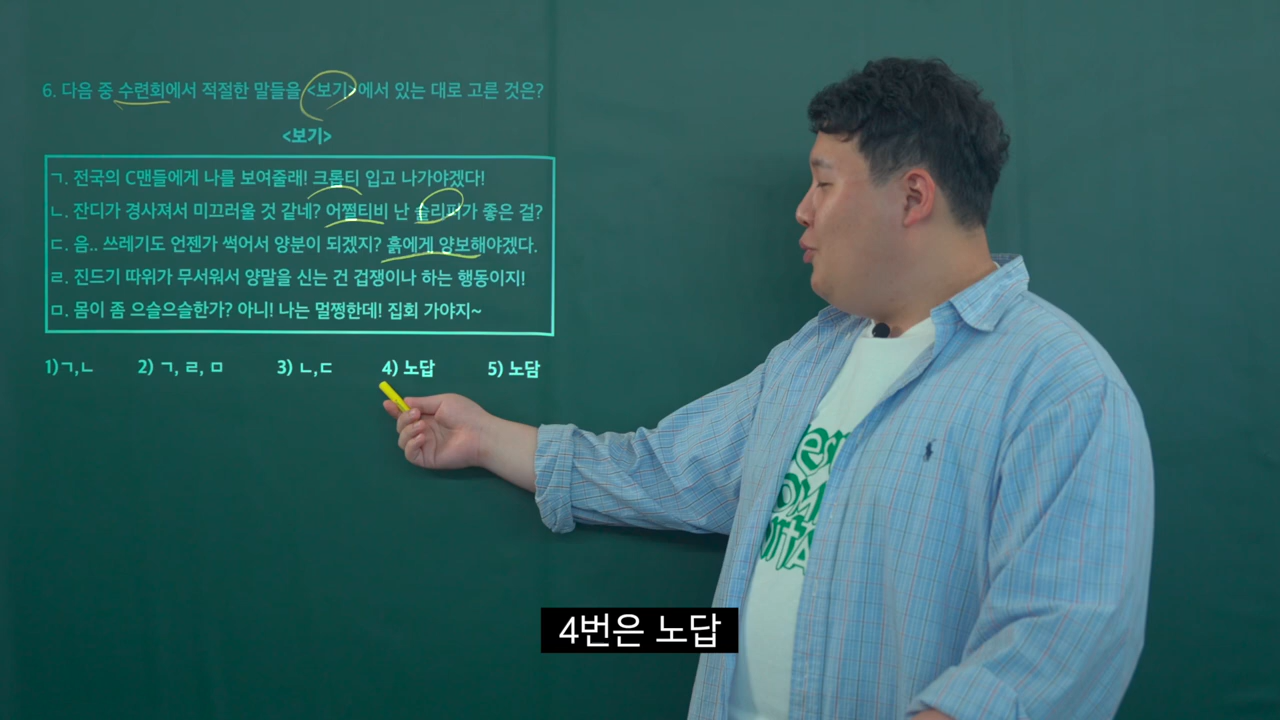 6. 다음 중 수련회에서 적절한 말들을 <보기>에서 있는 대로 고른 것은?
<보기>
ㄱ. 전국의 C맨들에게 나를 보여줄래! 크롭티 입고 나가야겠다!
ㄴ. 잔디가 경사져서 미끄러울 것 같네? 어쩔티비 난 슬리퍼가 좋은 걸?
ㄷ. 음.. 쓰레기도 언젠가 썩어서 양분이 되겠지? 흙에게 양보해야겠다.
ㄹ. 진드기 따위가 무서워서 양말을 신는 건 겁쟁이나 하는 행동이지!
ㅁ. 몸이 좀 으슬으슬한가? 아니! 나는 멀쩡한데! 집회 가야지~
1)ㄱ,ㄴ 2) ㄱ, ㄹ, ㅁ 3) ㄴ,ㄷ 4) 노답 5) 노담
4번은 노답